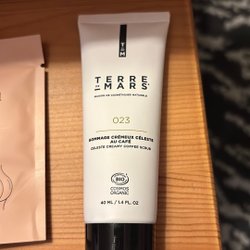 T&M
TERRE
DE
MARS
023
GOMMAGE CRÉMEUX CÉLESTE
AU CAFÉ
CELESTE CREAMY COFFEE SCRUB
BIO
COSMOS
ORGANIC
40 ML / 1.4 FL. OZ